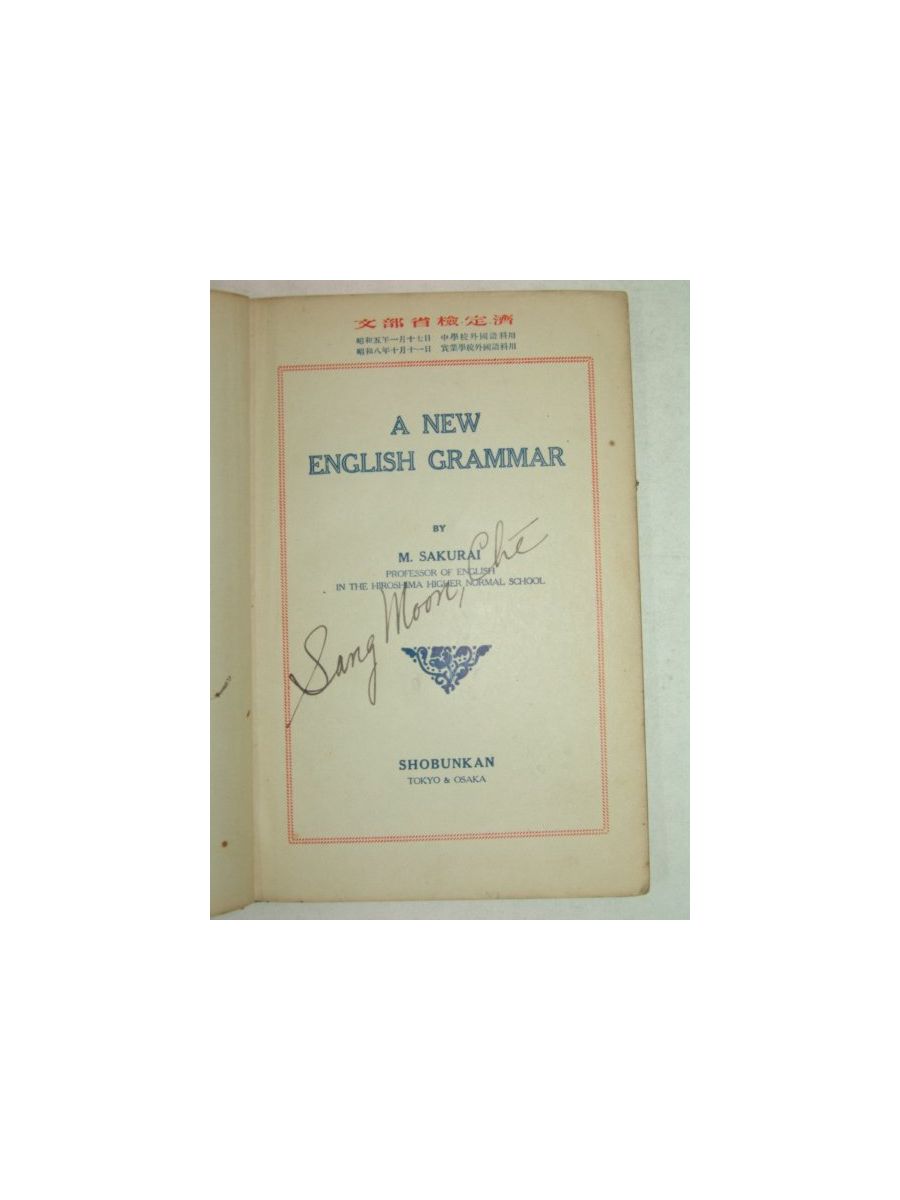 文部省檢定濟
昭和五年一月十七日 中學校外國語科用
昭和八年十月十一日 實業學校外國語科用
A NEW
ENGLISH GRAMMAR
BY
M. SAKURAI
PROFESSOR OF ENGLISH
IN THE HIROSHIMA HIGHER NORMAL SCHOOL
Sang Moon, Chē
SHOBUNKAN
TOKYO & OSAKA